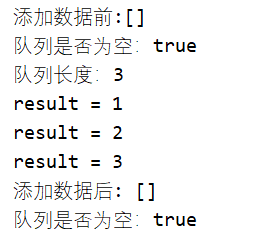 添加数据前:[]
队列是否为空: true
队列长度: 3
result = 1
result = 2
result = 3
添加数据后: []
队列是否为空: true